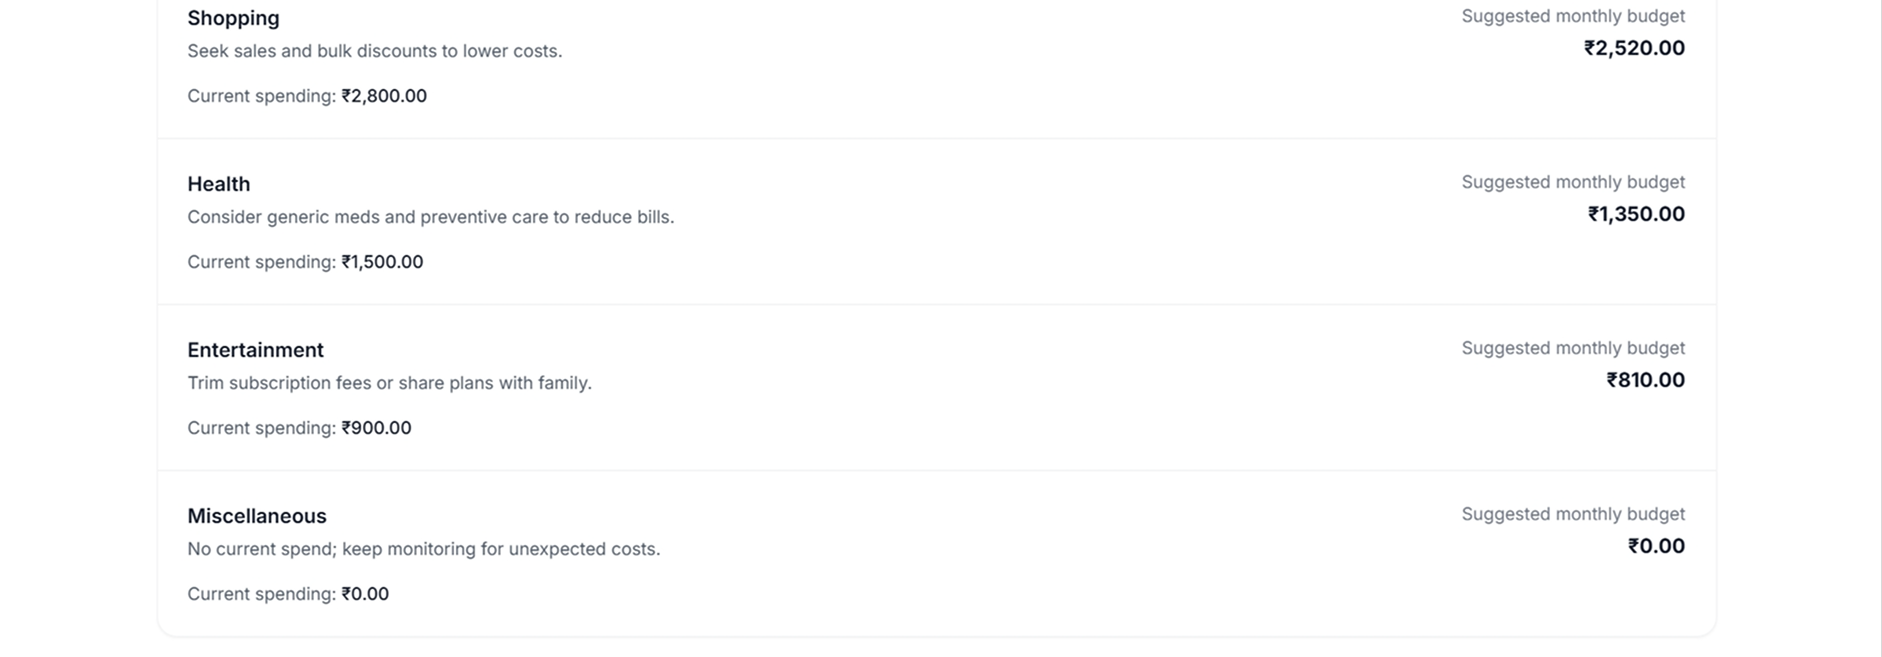 Shopping
Suggested monthly budget
Seek sales and bulk discounts to lower costs.
₹2,520.00
Current spending: ₹2,800.00
Health
Suggested monthly budget
Consider generic meds and preventive care to reduce bills.
₹1,350.00
Current spending: ₹1,500.00
Entertainment
Suggested monthly budget
Trim subscription fees or share plans with family.
₹810.00
Current spending: ₹900.00
Miscellaneous
Suggested monthly budget
No current spend; keep monitoring for unexpected costs.
₹0.00
Current spending: ₹0.00